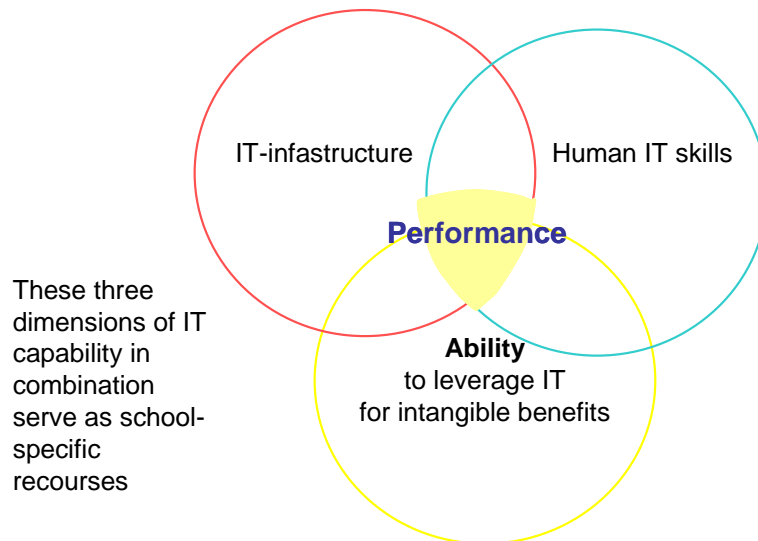 IT-infastructure
Human IT skills
Performance
These three
dimensions of IT
capability in
combination
serve as school-
specific
recourses
Ability
to leverage IT
for intangible benefits